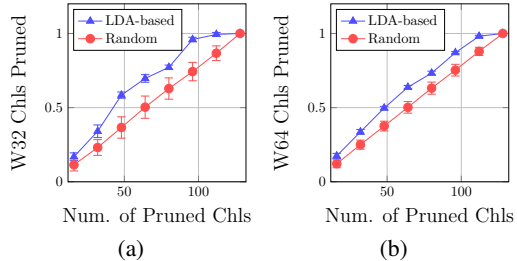 W32 Chls Pruned
1
0.5
0
LDA-based
Random
50
100
Num. of Pruned Chls
(a)
W64 Chls Pruned
1
0.5
0
LDA-based
Random
50
100
Num. of Pruned Chls
(b)